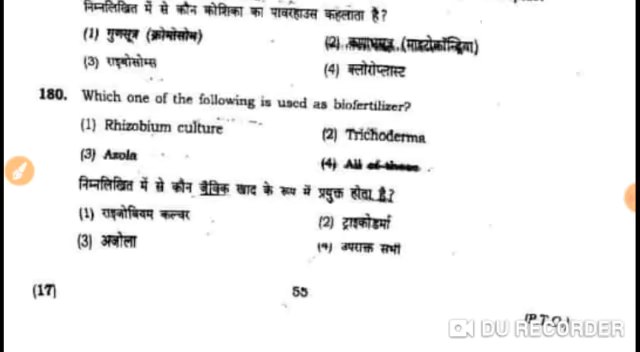 निम्नलिखित में से कौन कोशिका का पावरहाउस कहलाता है?
(1) गुणसूत्र (क्रोमोसोम)
(2) (माइटोकॉन्ड्रिया)
(3) राइबोसोम्स
(4) क्लोरोप्लास्ट
180. Which one of the following is used as biofertilizer?
(1) Rhizobium culture
(2) Trichoderma
(3) Azola
(4) All of these
निम्नलिखित में से कौन जैविक खाद के रूप में प्रयुक्त होता है?
(1) राइजोबियम कल्चर
(2) ट्राइकोडर्मा
(3) अजोला
(4) उपरोक्त सभी
(17)
55
(P.T.O.)
DU RECORDER